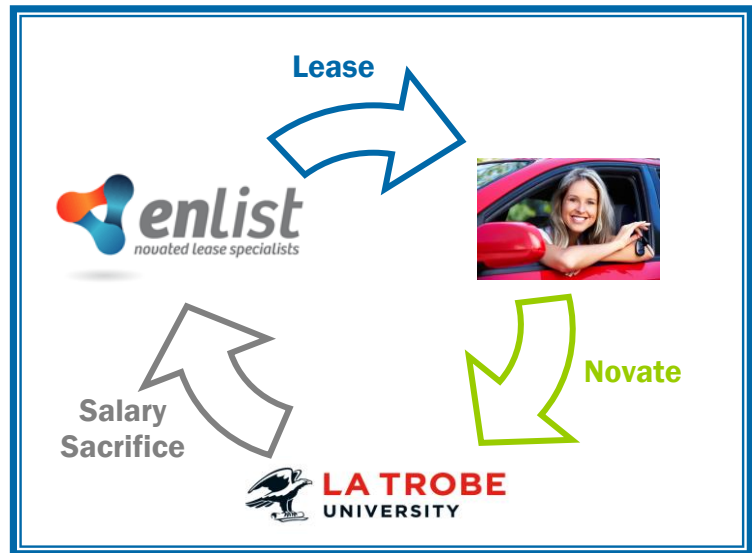 Lease
enlist
novated lease specialists
Novate
Salary
Sacrifice
LA TROBE
UNIVERSITY